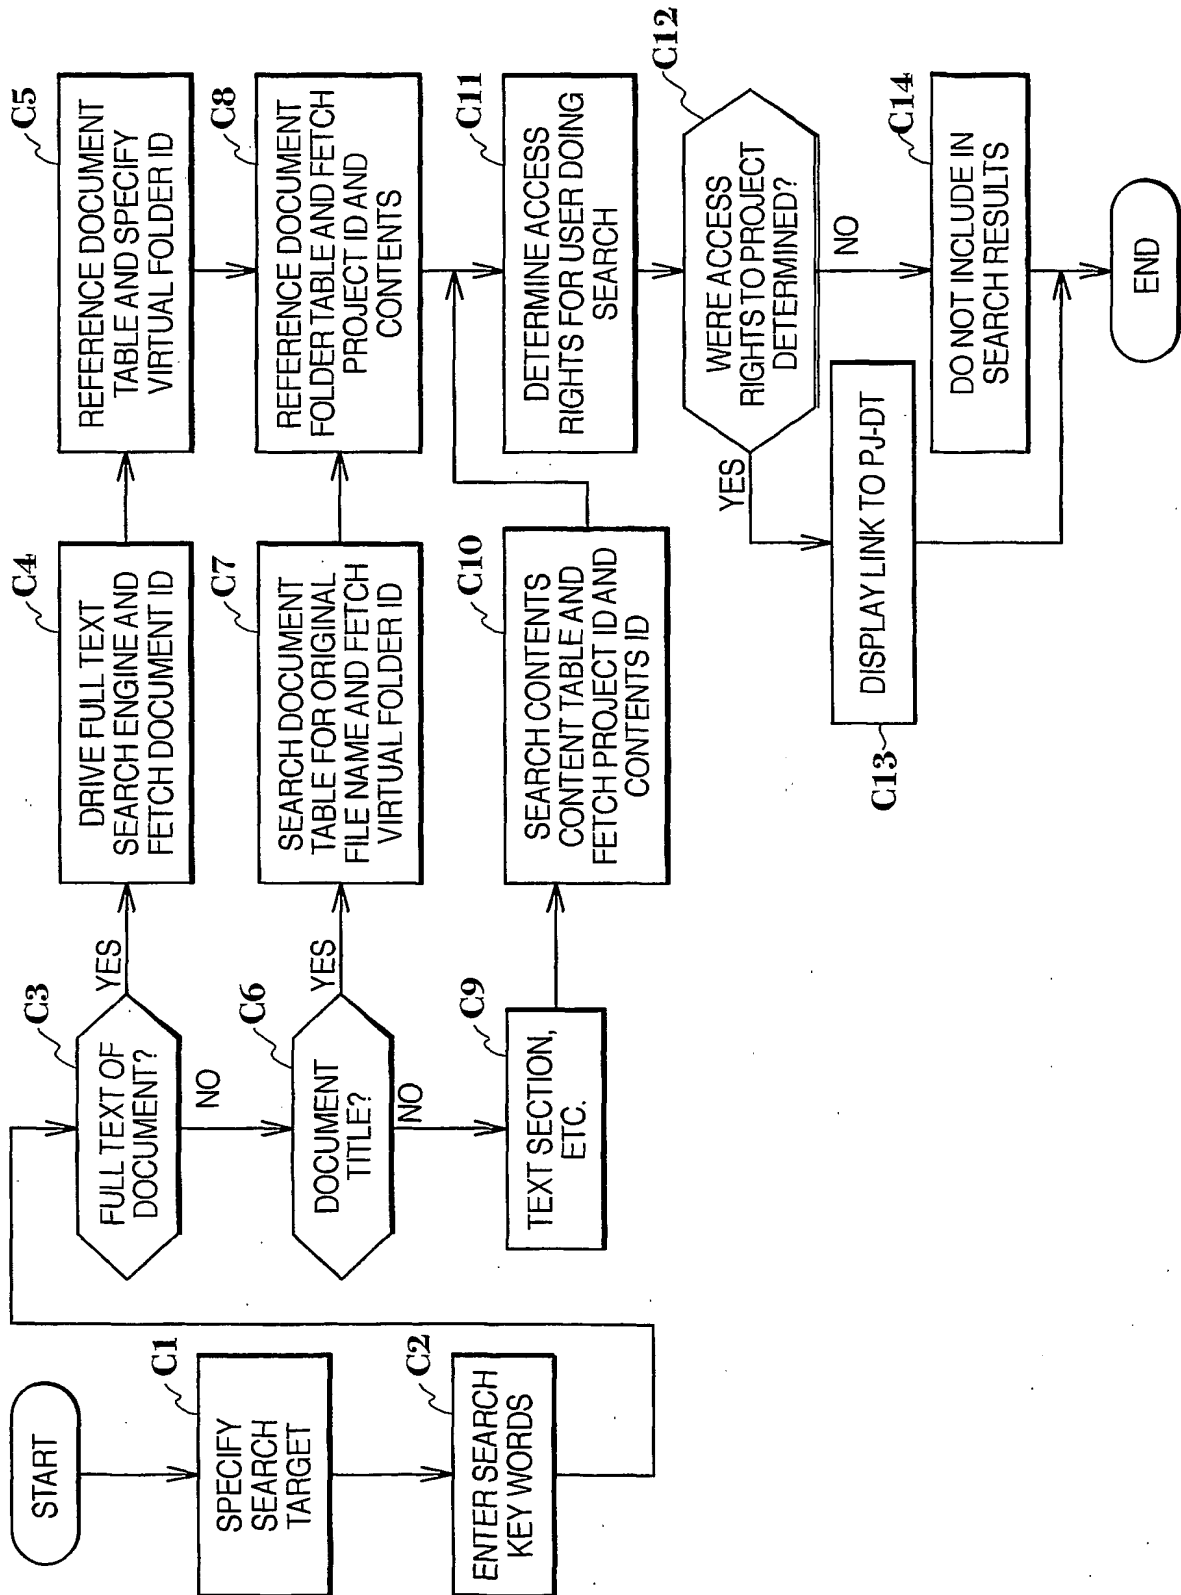 START
C1
SPECIFY
SEARCH
TARGET
C2
ENTER SEARCH
KEY WORDS
C3
FULL TEXT OF
DOCUMENT?
YES
NO
C4
DRIVE FULL TEXT
SEARCH ENGINE AND
FETCH DOCUMENT ID
C5
REFERENCE DOCUMENT
TABLE AND SPECIFY
VIRTUAL FOLDER ID
C6
DOCUMENT
TITLE?
YES
NO
C7
SEARCH DOCUMENT
TABLE FOR ORIGINAL
FILE NAME AND FETCH
VIRTUAL FOLDER ID
C8
REFERENCE DOCUMENT
FOLDER TABLE AND FETCH
PROJECT ID AND
CONTENTS
C9
TEXT SECTION,
ETC.
C10
SEARCH CONTENTS
CONTENT TABLE AND
FETCH PROJECT ID AND
CONTENTS ID
C11
DETERMINE ACCESS
RIGHTS FOR USER DOING
SEARCH
C12
WERE ACCESS
RIGHTS TO PROJECT
DETERMINED?
YES
NO
C13
DISPLAY LINK TO PJ-DT
C14
DO NOT INCLUDE IN
SEARCH RESULTS
END